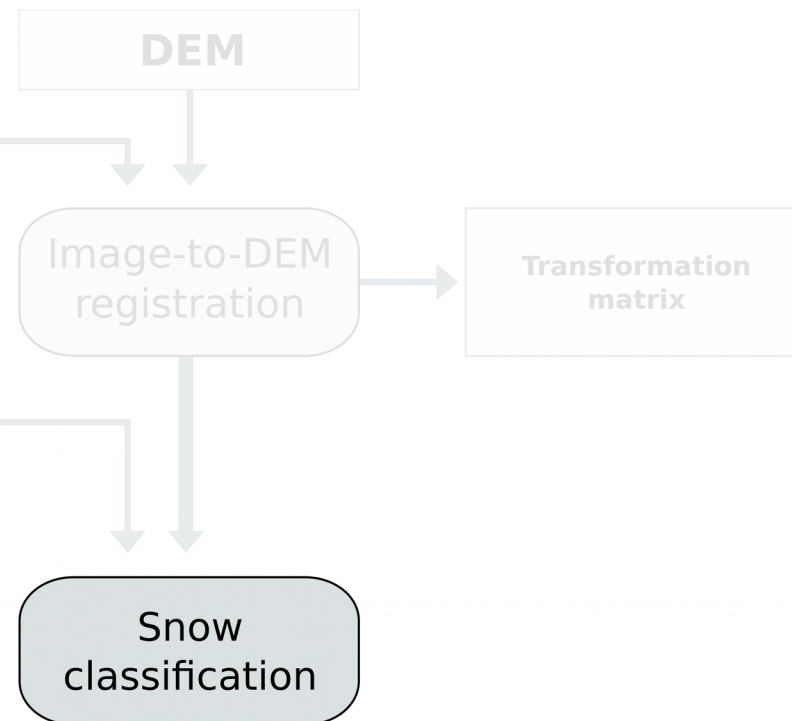 DEM
Image-to-DEM
registration
Transformation
matrix
Snow
classification